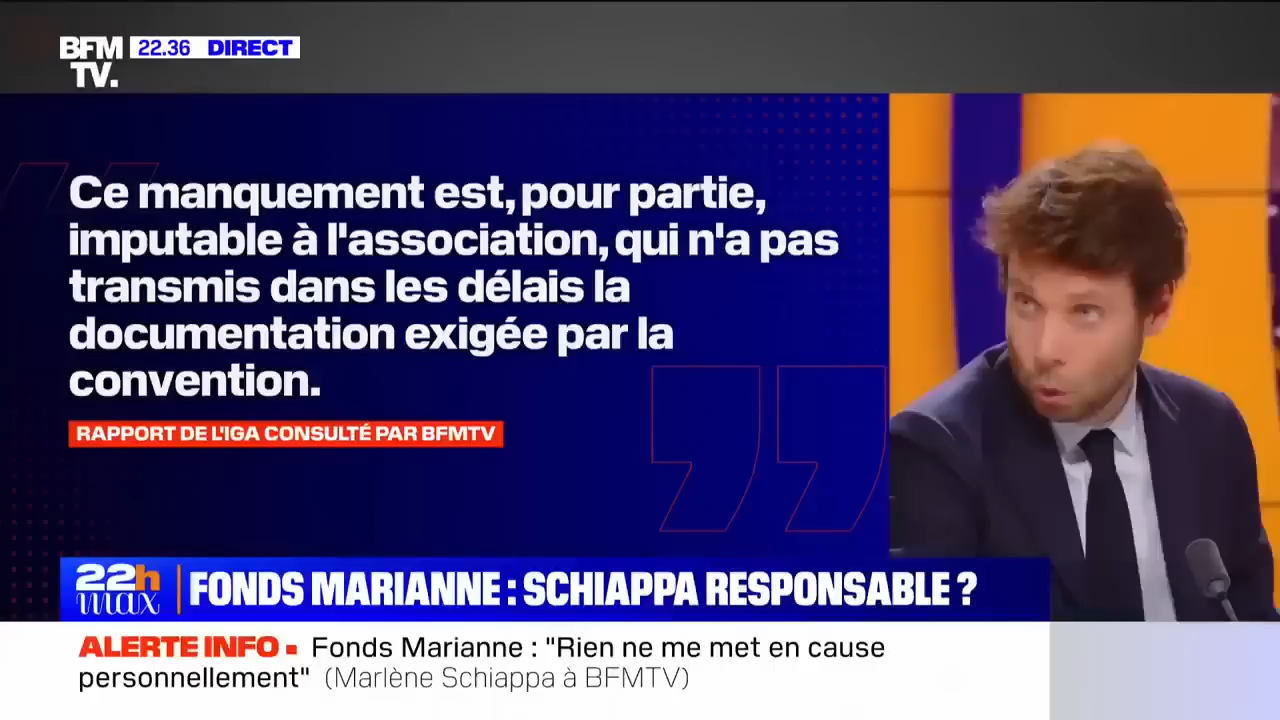 BFM
TV.
22.36 DIRECT
Ce manquement est, pour partie,
imputable à l'association, qui n'a pas
transmis dans les délais la
documentation exigée par la
convention.
RAPPORT DE L'IGA CONSULTÉ PAR BFMTV
22h
max
FONDS MARIANNE : SCHIAPPA RESPONSABLE ?
ALERTE INFO Fonds Marianne : "Rien ne me met en cause
personnellement" (Marlène Schiappa à BFMTV)